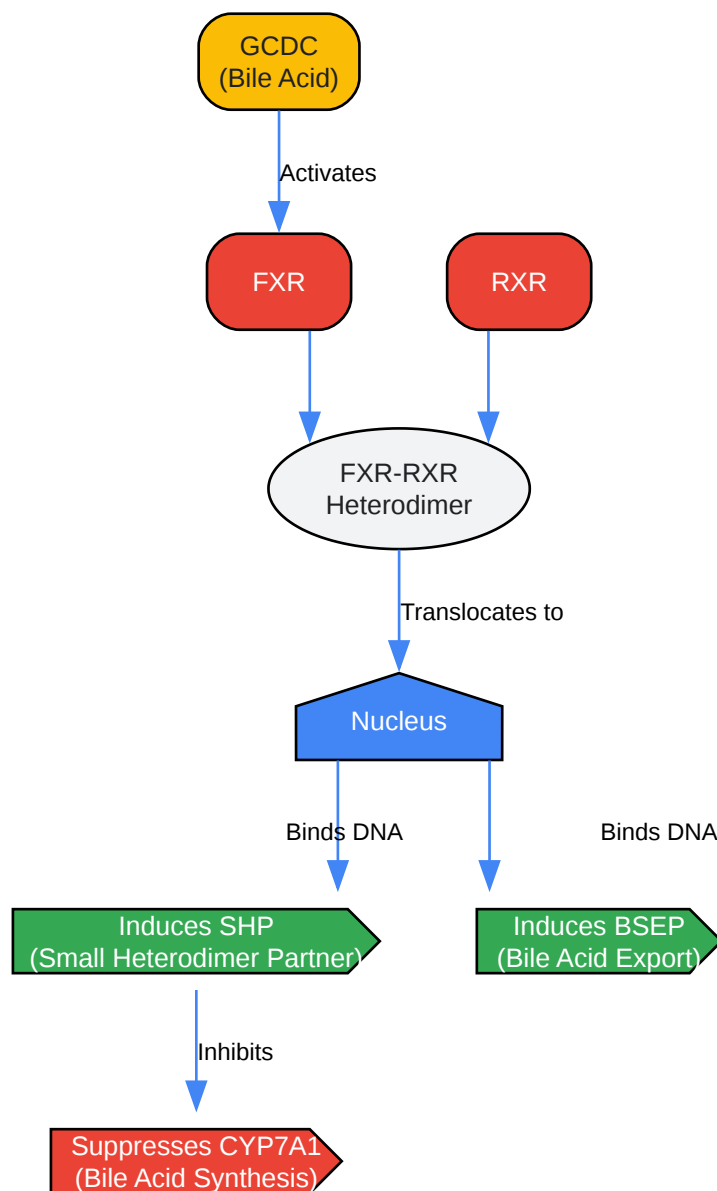 GCDC
(Bile Acid)
Activates
FXR
RXR
FXR-RXR
Heterodimer
Translocates to
Nucleus
Binds DNA
Binds DNA
Induces SHP
(Small Heterodimer Partner)
Induces BSEP
(Bile Acid Export)
Inhibits
Suppresses CYP7A1
(Bile Acid Synthesis)